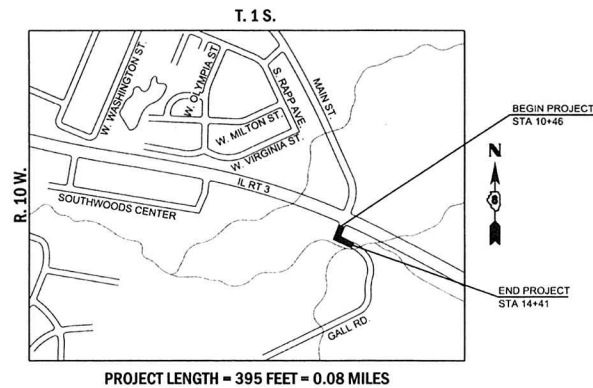 T. 1 S.
R. 10 W.
W. WASHINGTON ST.
W. OLYMPIA ST
S. RAPP AVE.
MAIN ST.
W. MILTON ST.
W. VIRGINIA ST.
IL RT 3
SOUTHWOODS CENTER
GALL RD.
BEGIN PROJECT
STA 10+46
N
8
END PROJECT
STA 14+41
PROJECT LENGTH = 395 FEET = 0.08 MILES